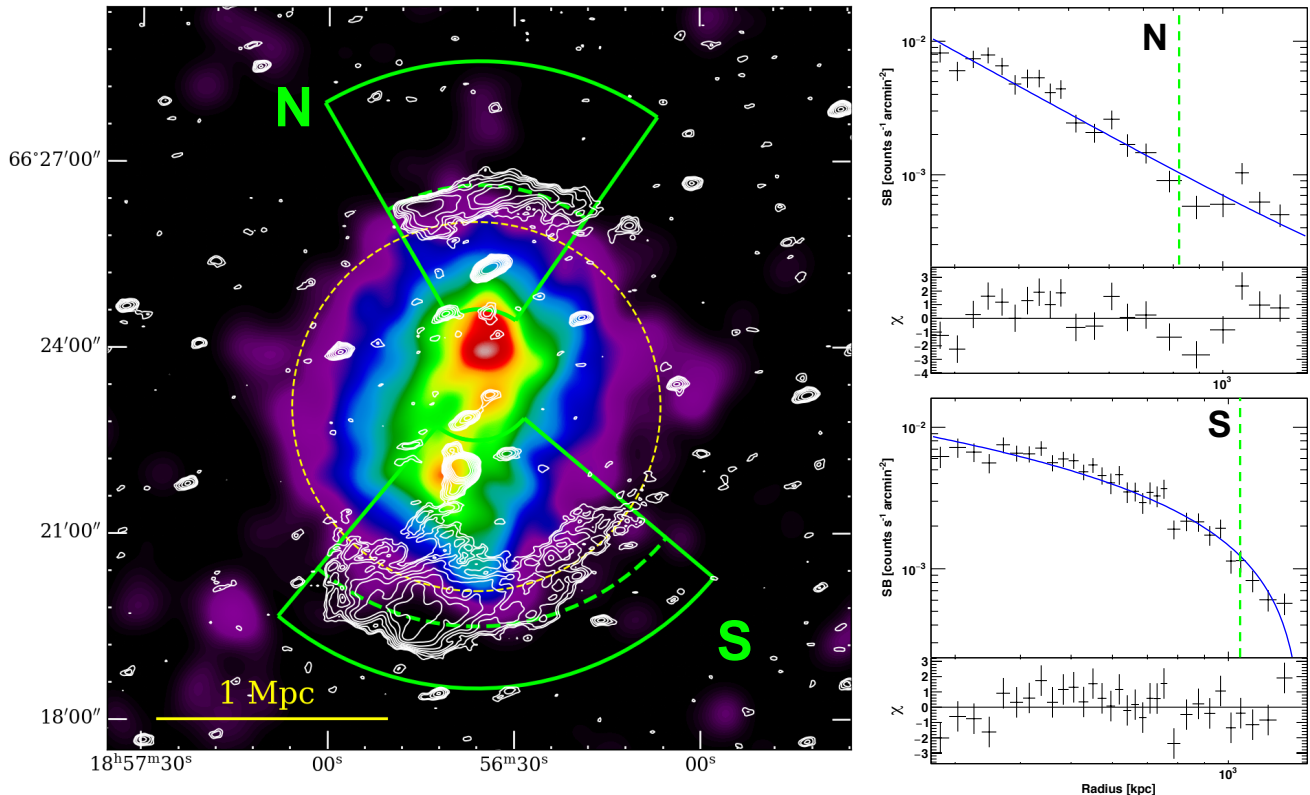 N
66°27′00″
24′00″
21′00″
18′00″
S
1 Mpc
18ʰ57ᵐ30ˢ
00ˢ
56ᵐ30ˢ
00ˢ
N
SB [counts s⁻¹ arcmin⁻²]
10⁻²
10⁻³
χ
3
2
1
0
−1
−2
−3
−4
10³
S
SB [counts s⁻¹ arcmin⁻²]
10⁻²
10⁻³
χ
3
2
1
0
−1
−2
−3
10³
Radius [kpc]